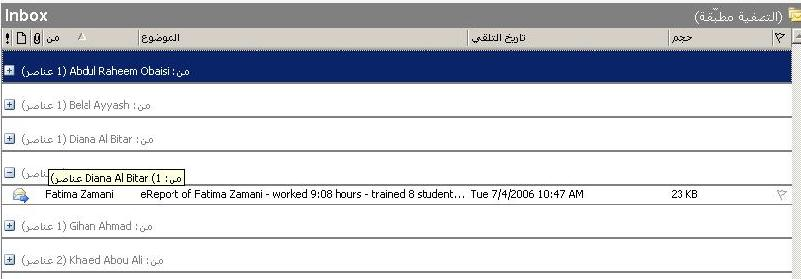 Inbox (التصفية مطبّقة)
! من الموضوع تاريخ التلقي حجم
من: Abdul Raheem Obaisi (1 عناصر)
من: Belal Ayyash (1 عناصر)
من: Diana Al Bitar (1 عناصر)
من: Diana Al Bitar (1 عناصر)
Fatima Zamani eReport of Fatima Zamani - worked 9:08 hours - trained 8 student... Tue 7/4/2006 10:47 AM 23 KB
من: Gihan Ahmad (1 عناصر)
من: Khaed Abou Ali (2 عناصر)